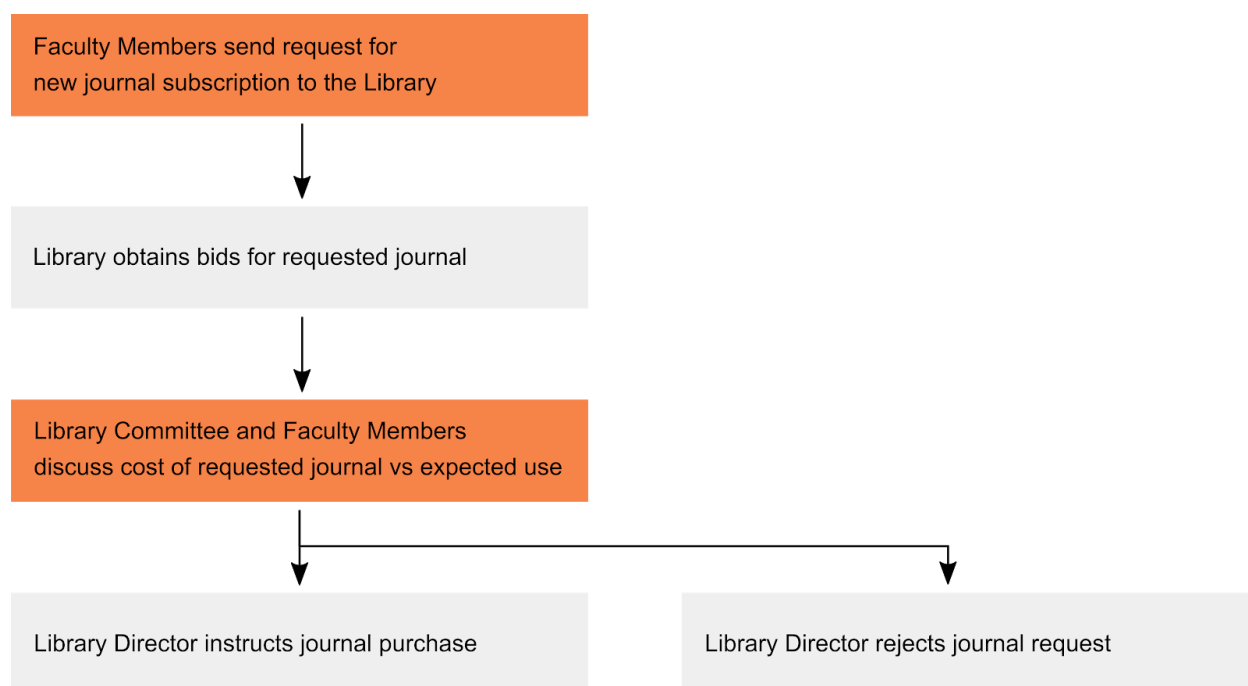 Faculty Members send request for
new journal subscription to the Library
Library obtains bids for requested journal
Library Committee and Faculty Members
discuss cost of requested journal vs expected use
Library Director instructs journal purchase
Library Director rejects journal request